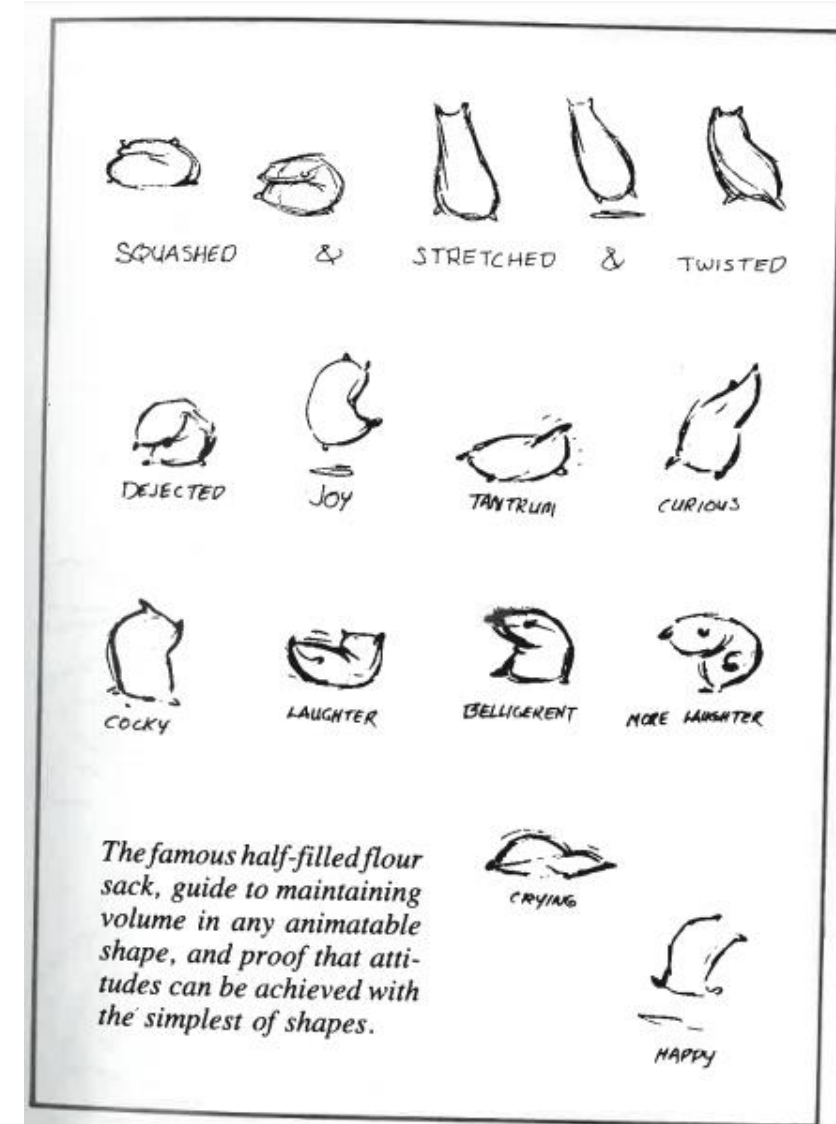 SQUASHED & STRETCHED & TWISTED
DEJECTED JOY TANTRUM CURIOUS
COCKY LAUGHTER BELLIGERENT MORE LAUGHTER
CRYING
HAPPY
The famous half-filled flour
sack, guide to maintaining
volume in any animatable
shape, and proof that atti-
tudes can be achieved with
the simplest of shapes.